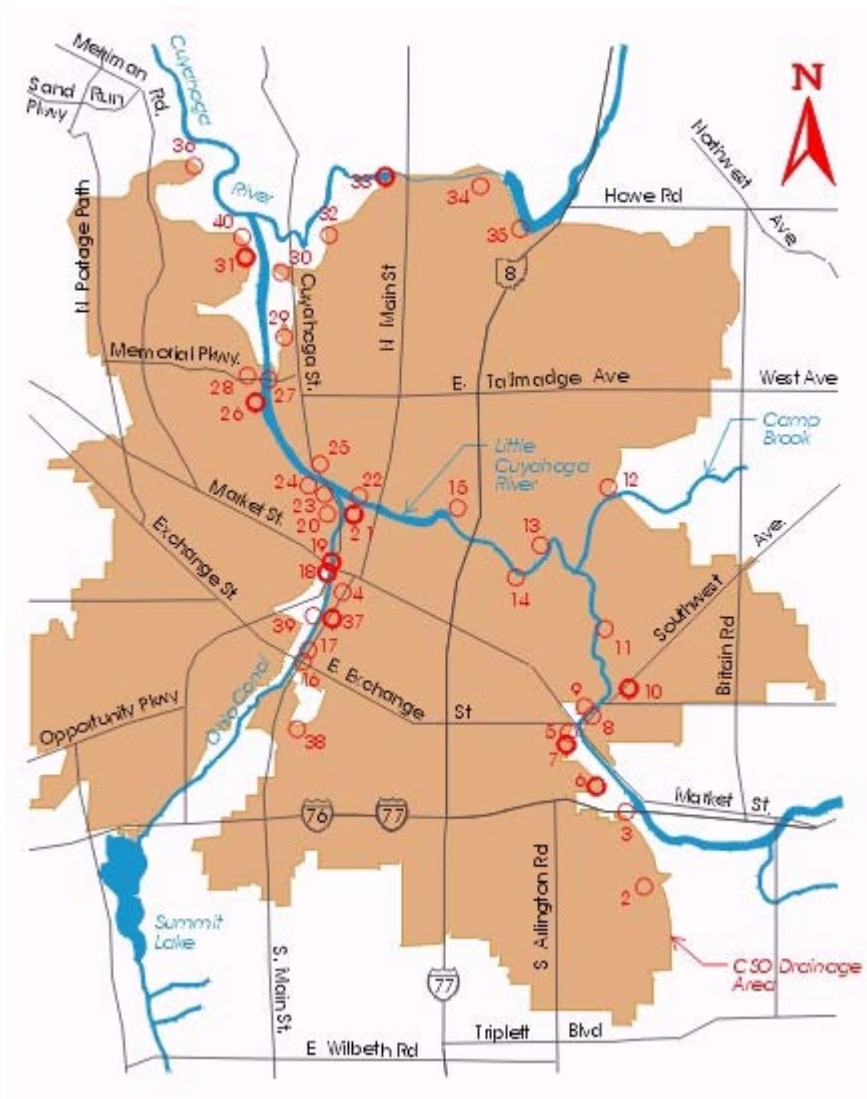 Merriman
Rd.
Sand Run
Pkwy
Cuyahoga
River
N
36
33
34
Howe Rd
Northwest
Ave
N Portage Path
40
32
35
31
30
8
29
Cuyahoga St.
N Main St
Memorial Pkwy.
28
27
26
E. Tallmadge Ave
West Ave
Camp
Brook
Little
Cuyahoga
River
25
24
22
15
12
23
20
21
Market St.
13
Exchange St.
19
18
14
Southwest
Ave.
4
39
37
11
Britain Rd
17
16
E. Exchange
St
10
9
8
5
7
Ohio Canal
Opportunity Pkwy
38
6
Market St.
3
76
77
2
S Arlington Rd
Summit
Lake
S. Main St.
77
CSO Drainage
Area
Triplett Blvd
E Wilbeth Rd